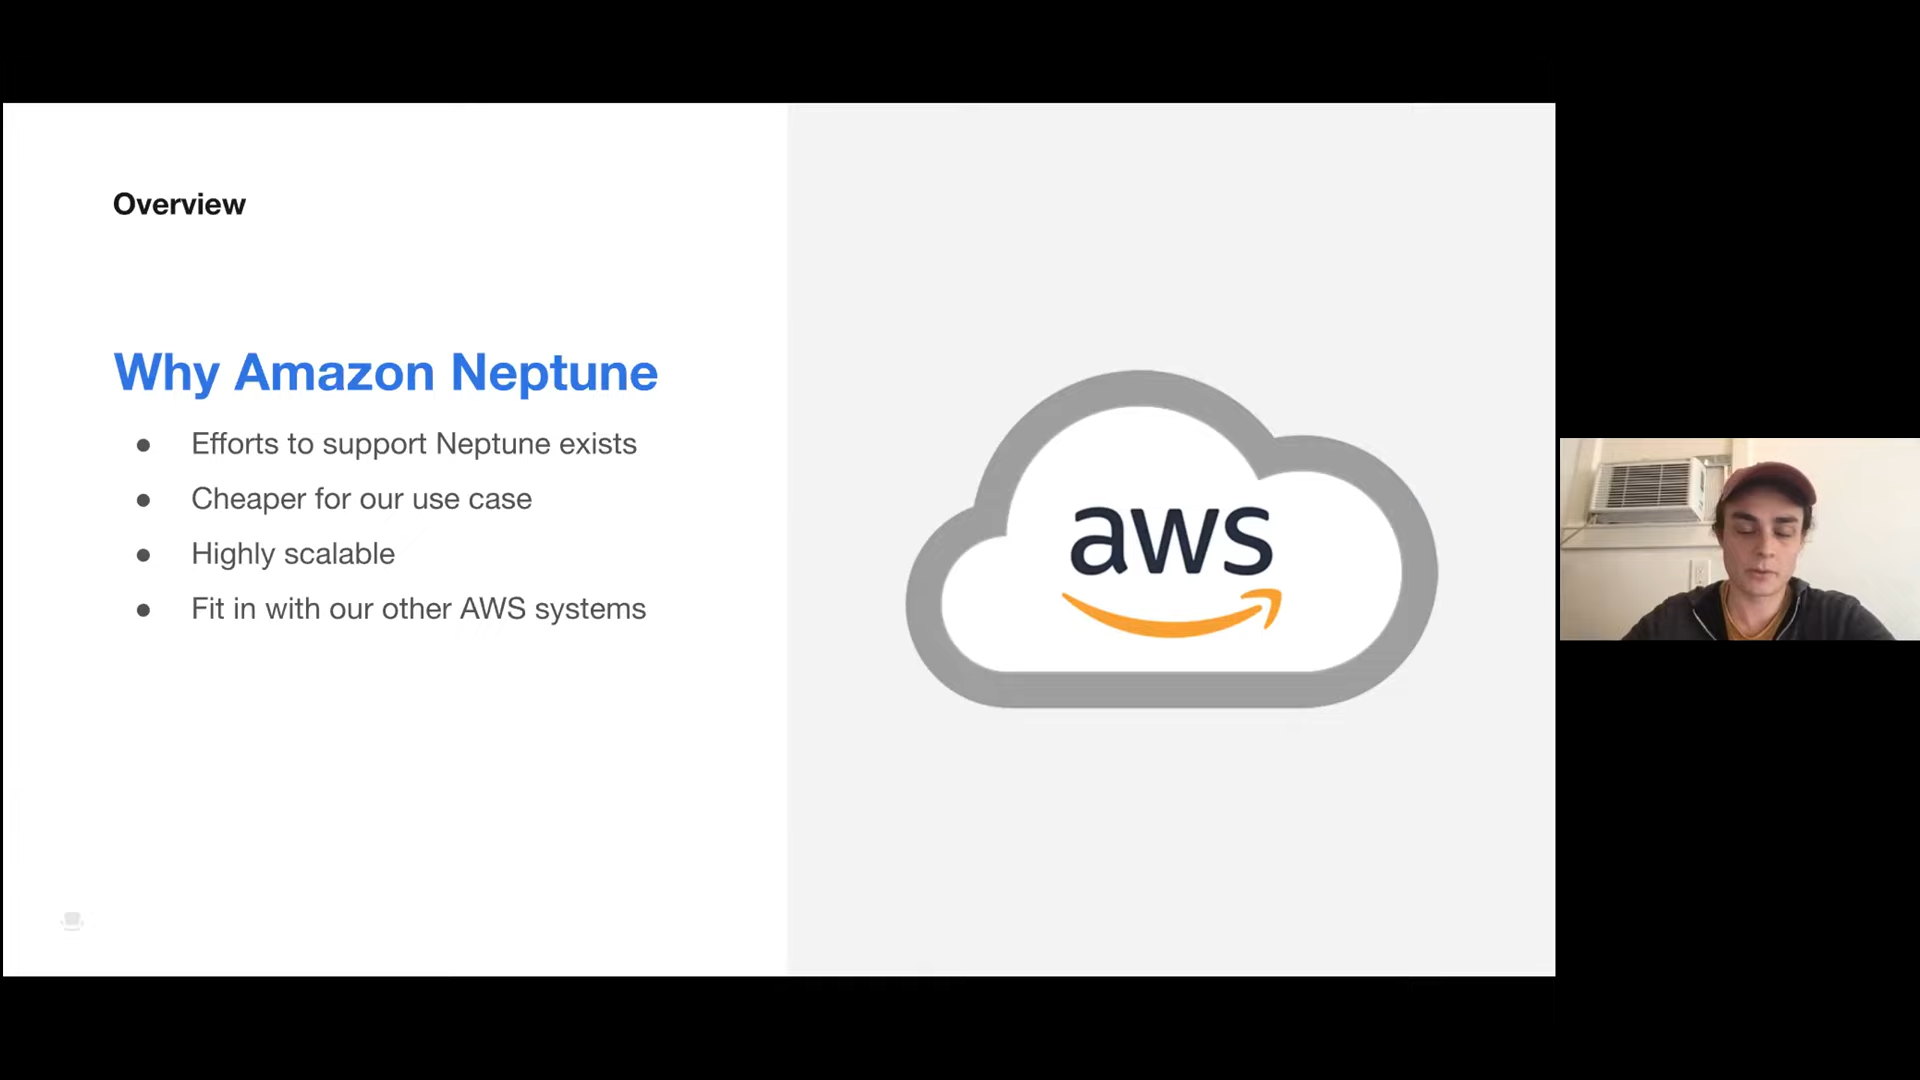 Overview
Why Amazon Neptune
● Efforts to support Neptune exists
● Cheaper for our use case
● Highly scalable
● Fit in with our other AWS systems
aws